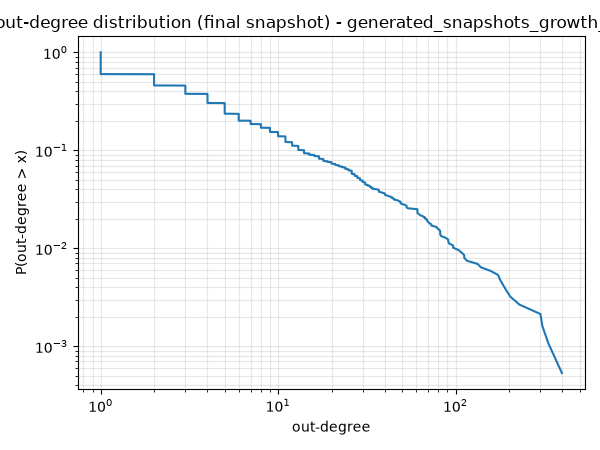 out-degree distribution (final snapshot) - generated_snapshots_growth_
10⁰
10⁻¹
10⁻²
10⁻³
P(out-degree > x)
10⁰ 10¹ 10²
out-degree